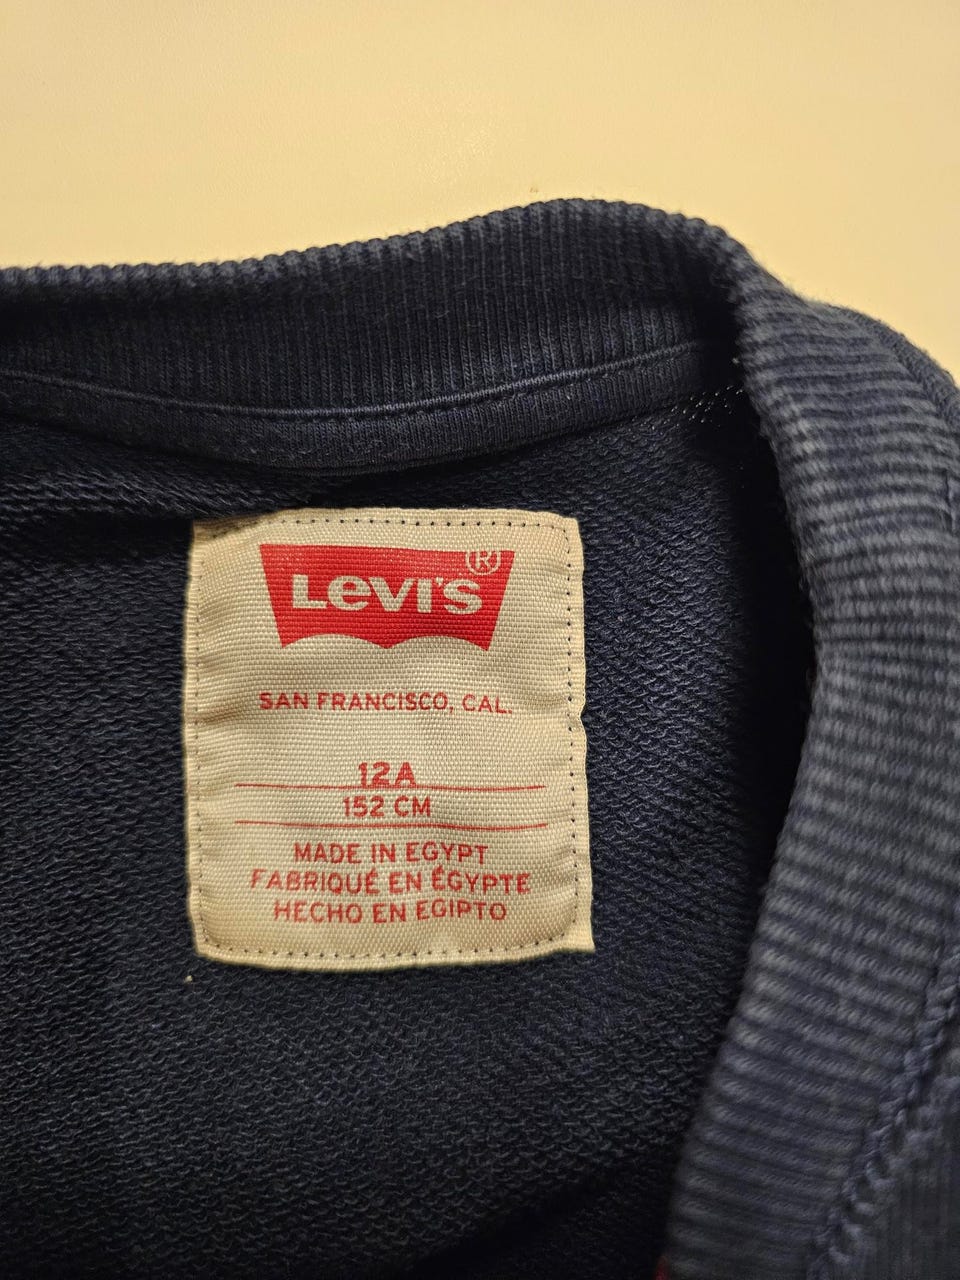 Levi's®
SAN FRANCISCO, CAL.
12A
152 CM
MADE IN EGYPT
FABRIQUÉ EN ÉGYPTE
HECHO EN EGIPTO